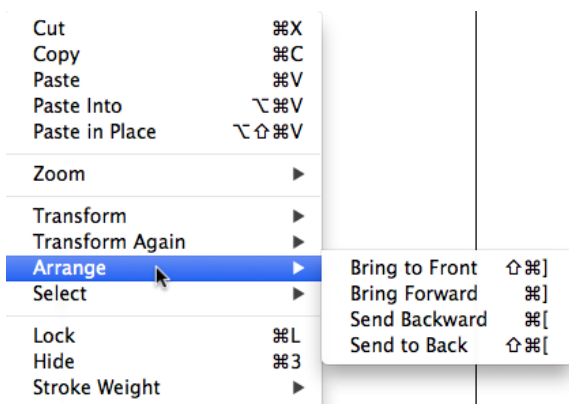 Cut ⌘X
Copy ⌘C
Paste ⌘V
Paste Into ⌥⌘V
Paste in Place ⌥⇧⌘V
Zoom ▶
Transform ▶
Transform Again ▶
Arrange ▶
Select ▶
Lock ⌘L
Hide ⌘3
Stroke Weight ▶
Bring to Front ⇧⌘]
Bring Forward ⌘]
Send Backward ⌘[
Send to Back ⇧⌘[